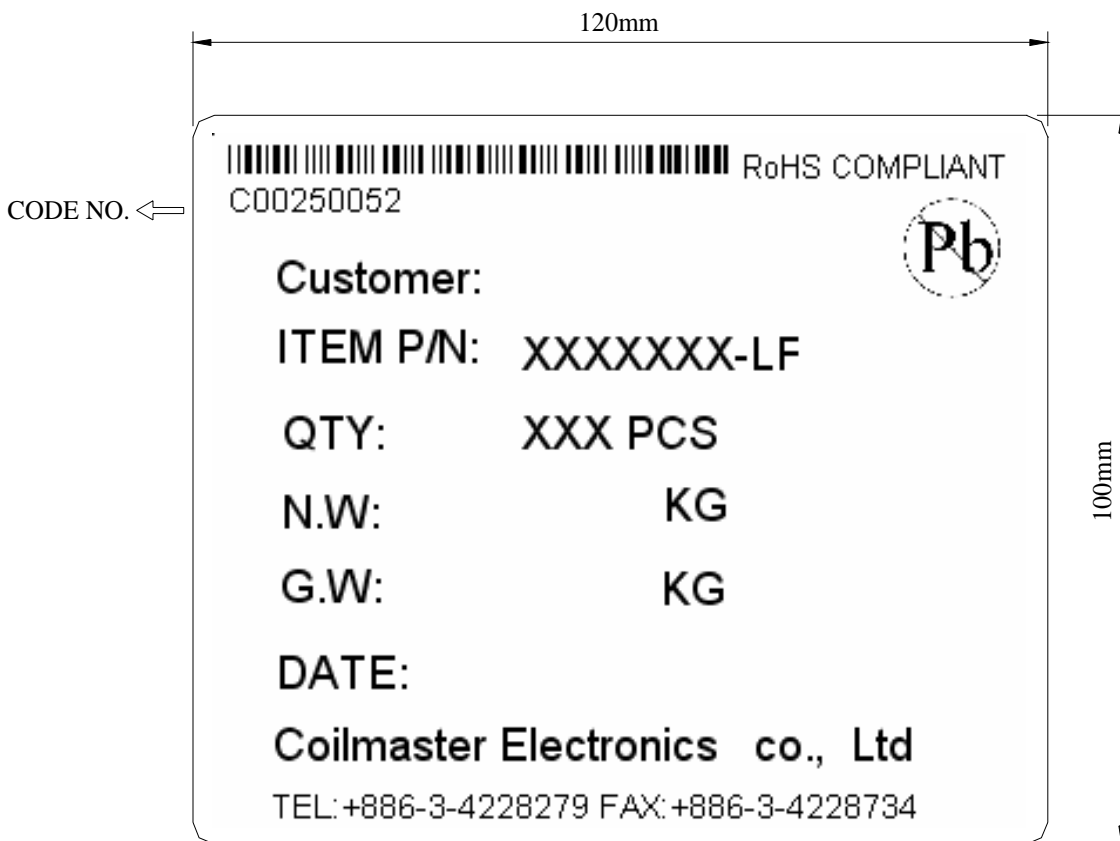 120mm
RoHS COMPLIANT
C00250052
CODE NO.
Pb
Customer:
ITEM P/N: XXXXXXX-LF
QTY: XXX PCS
N.W: KG
100mm
G.W: KG
DATE:
Coilmaster Electronics co., Ltd
TEL:+886-3-4228279 FAX:+886-3-4228734